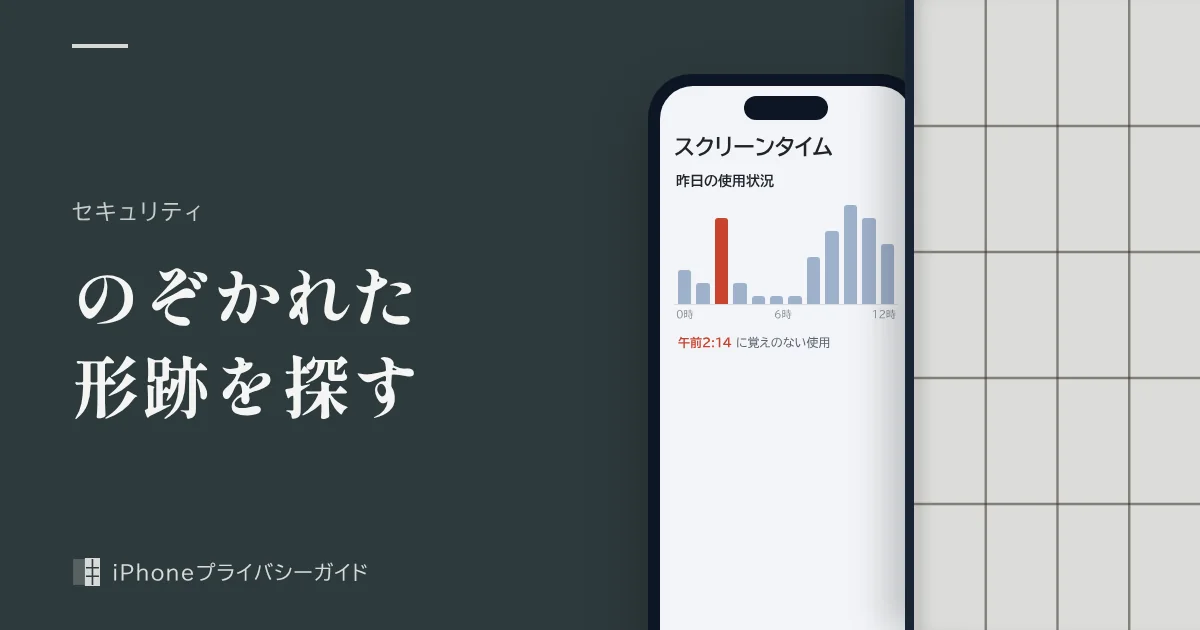 セキュリティ
のぞかれた
形跡を探す
iPhoneプライバシーガイド
スクリーンタイム
昨日の使用状況
0時 6時 12時
午前2:14 に覚えのない使用